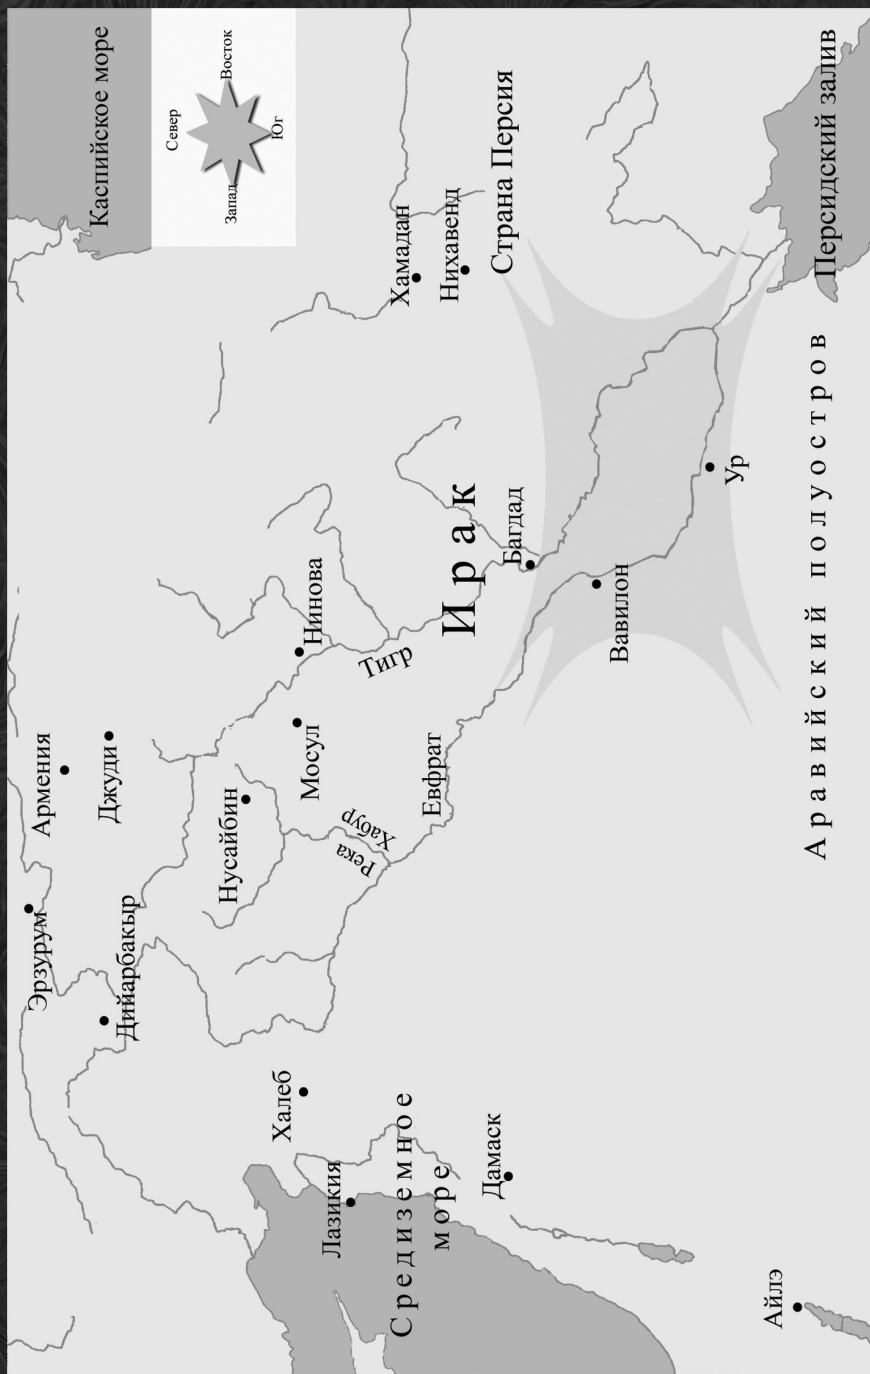 Каспийское море
Север
Восток
Запад
Юг
Эрзурум
Армения
Джуди
Дийарбакыр
Нусайбин
Мосул
Нинова
Тигр
Река
Хабур
Евфрат
Халеб
Лазикия
Средиземное
море
Дамаск
Айлэ
Ирак
Багдад
Вавилон
Ур
Хамадан
Нихавенд
Страна Персия
Персидский залив
Аравийский полуостров